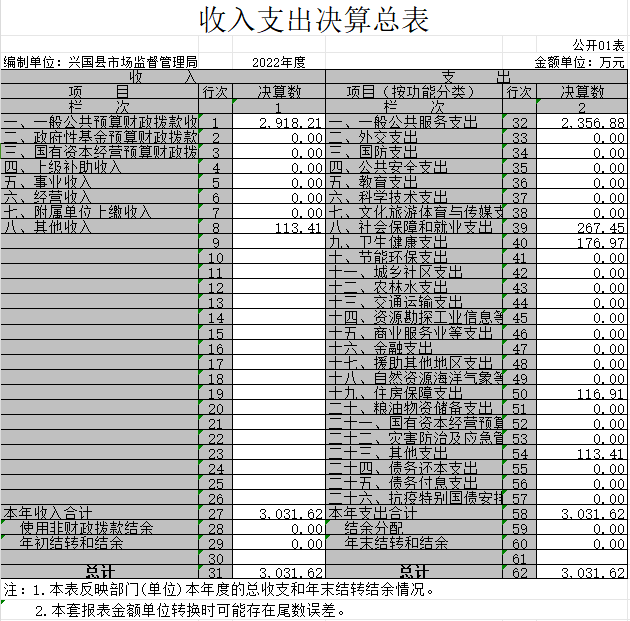 收入支出决算总表
公开01表
编制单位：兴国县市场监督管理局 2022年度 金额单位：万元
收 入 支 出
项 目 行次 决算数 项目（按功能分类） 行次 决算数
栏 次 1 栏 次 2
一、一般公共预算财政拨款收 1 2,918.21 一、一般公共服务支出 32 2,356.88
二、政府性基金预算财政拨款 2 0.00 二、外交支出 33 0.00
三、国有资本经营预算财政拨 3 0.00 三、国防支出 34 0.00
四、上级补助收入 4 0.00 四、公共安全支出 35 0.00
五、事业收入 5 0.00 五、教育支出 36 0.00
六、经营收入 6 0.00 六、科学技术支出 37 0.00
七、附属单位上缴收入 7 0.00 七、文化旅游体育与传媒支 38 0.00
八、其他收入 8 113.41 八、社会保障和就业支出 39 267.45
9 九、卫生健康支出 40 176.97
10 十、节能环保支出 41 0.00
11 十一、城乡社区支出 42 0.00
12 十二、农林水支出 43 0.00
13 十三、交通运输支出 44 0.00
14 十四、资源勘探工业信息等 45 0.00
15 十五、商业服务业等支出 46 0.00
16 十六、金融支出 47 0.00
17 十七、援助其他地区支出 48 0.00
18 十八、自然资源海洋气象等 49 0.00
19 十九、住房保障支出 50 116.91
20 二十、粮油物资储备支出 51 0.00
21 二十一、国有资本经营预算 52 0.00
22 二十二、灾害防治及应急管 53 0.00
23 二十三、其他支出 54 113.41
24 二十四、债务还本支出 55 0.00
25 二十五、债务付息支出 56 0.00
26 二十六、抗疫特别国债安排 57 0.00
本年收入合计 27 3,031.62 本年支出合计 58 3,031.62
使用非财政拨款结余 28 0.00 结余分配 59 0.00
年初结转和结余 29 0.00 年末结转和结余 60 0.00
30 61
总计 31 3,031.62 总计 62 3,031.62
注：1.本表反映部门(单位)本年度的总收支和年末结转结余情况。
2.本套报表金额单位转换时可能存在尾数误差。